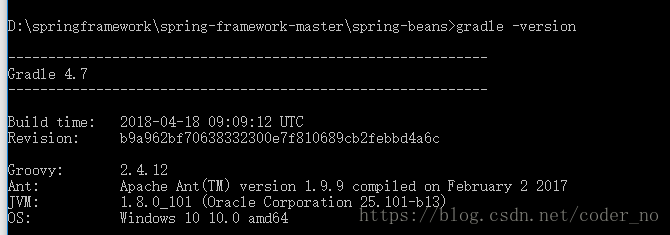 D:\springframework\spring-framework-master\spring-beans>gradle -version
------------------------------------------------------------
Gradle 4.7
------------------------------------------------------------
Build time:   2018-04-18 09:09:12 UTC
Revision:     b9a962bf70638332300e7f810689cb2febbd4a6c
Groovy:       2.4.12
Ant:          Apache Ant(TM) version 1.9.9 compiled on February 2 2017
JVM:          1.8.0_101 (Oracle Corporation 25.101-b13)
OS:           Windows 10 10.0 amd64
https://blog.csdn.net/coder_no